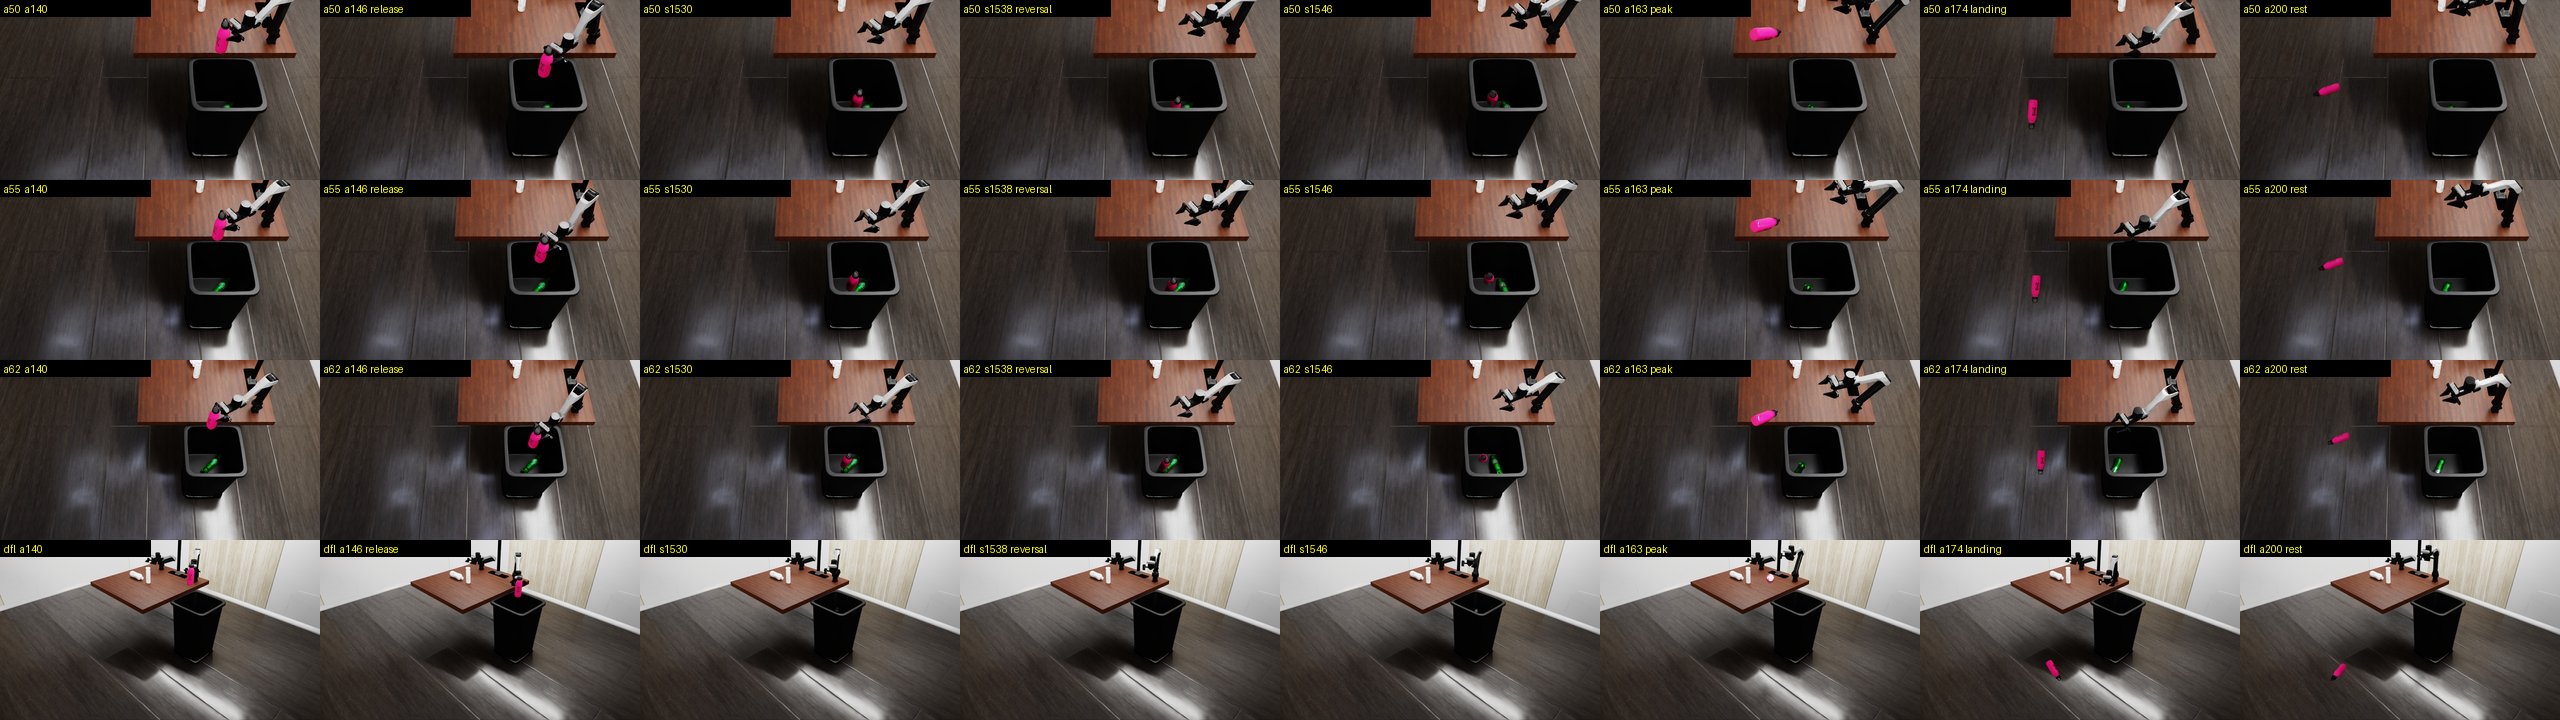 a50 a140
a50 a146 release
a50 s1530
a50 s1538 reversal
a50 s1546
a50 a163 peak
a50 a174 landing
a50 a200 rest
a55 a140
a55 a146 release
a55 s1530
a55 s1538 reversal
a55 s1546
a55 a163 peak
a55 a174 landing
a55 a200 rest
a62 a140
a62 a146 release
a62 s1530
a62 s1538 reversal
a62 s1546
a62 a163 peak
a62 a174 landing
a62 a200 rest
dfl a140
dfl a146 release
dfl s1530
dfl s1538 reversal
dfl s1546
dfl a163 peak
dfl a174 landing
dfl a200 rest